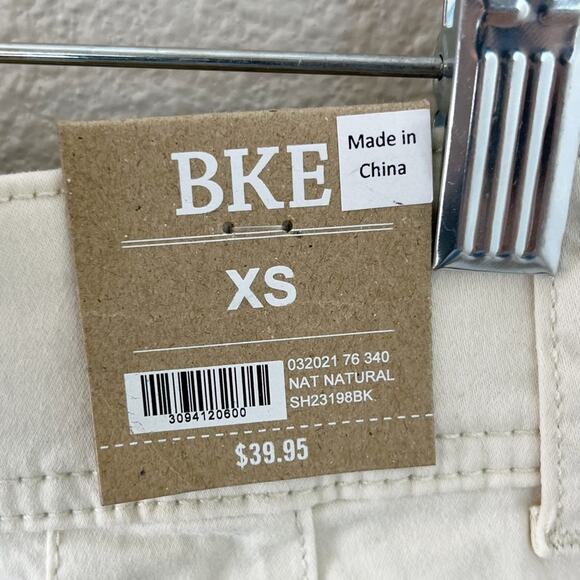 BKE
Made in
China
XS
032021 76 340
NAT NATURAL
SH23198BK
3094120600
$39.95